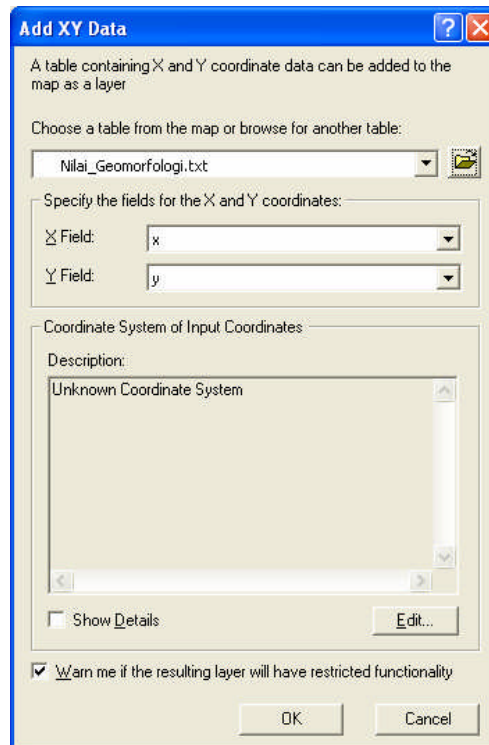 Add XY Data
A table containing X and Y coordinate data can be added to the
map as a layer
Choose a table from the map or browse for another table:
Nilai_Geomorfologi.txt
Specify the fields for the X and Y coordinates:
X Field:
x
Y Field:
y
Coordinate System of Input Coordinates
Description:
Unknown Coordinate System
Show Details
Edit...
Warn me if the resulting layer will have restricted functionality
OK
Cancel